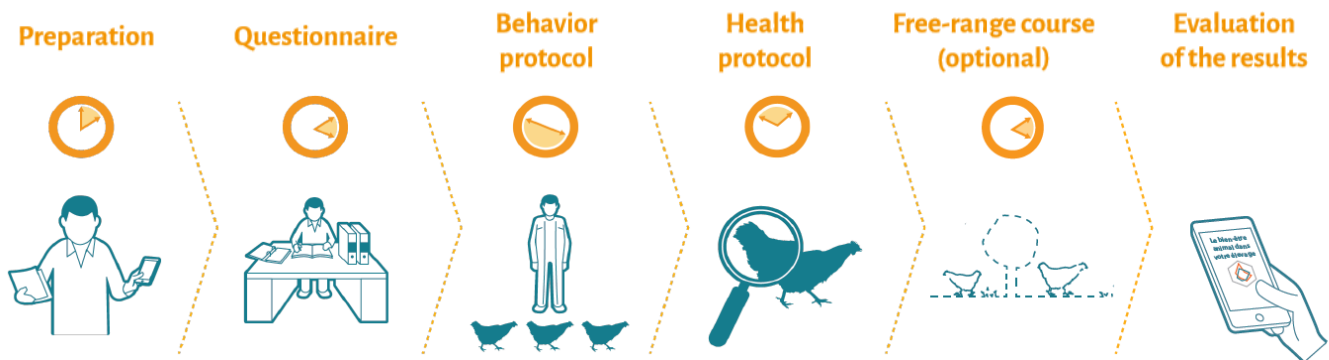 Preparation
Questionnaire
Behavior
protocol
Health
protocol
Free-range course
(optional)
Evaluation
of the results
Le bien-être
animal dans
votre élevage